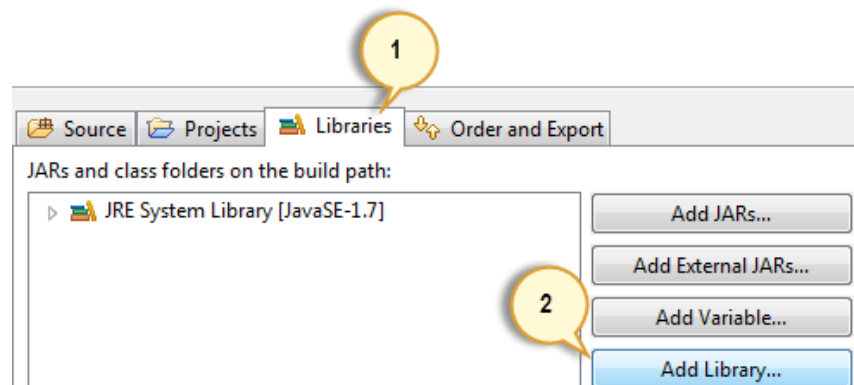 1
Source Projects Libraries Order and Export
JARs and class folders on the build path:
JRE System Library [JavaSE-1.7]
Add JARs...
Add External JARs...
2
Add Variable...
Add Library...